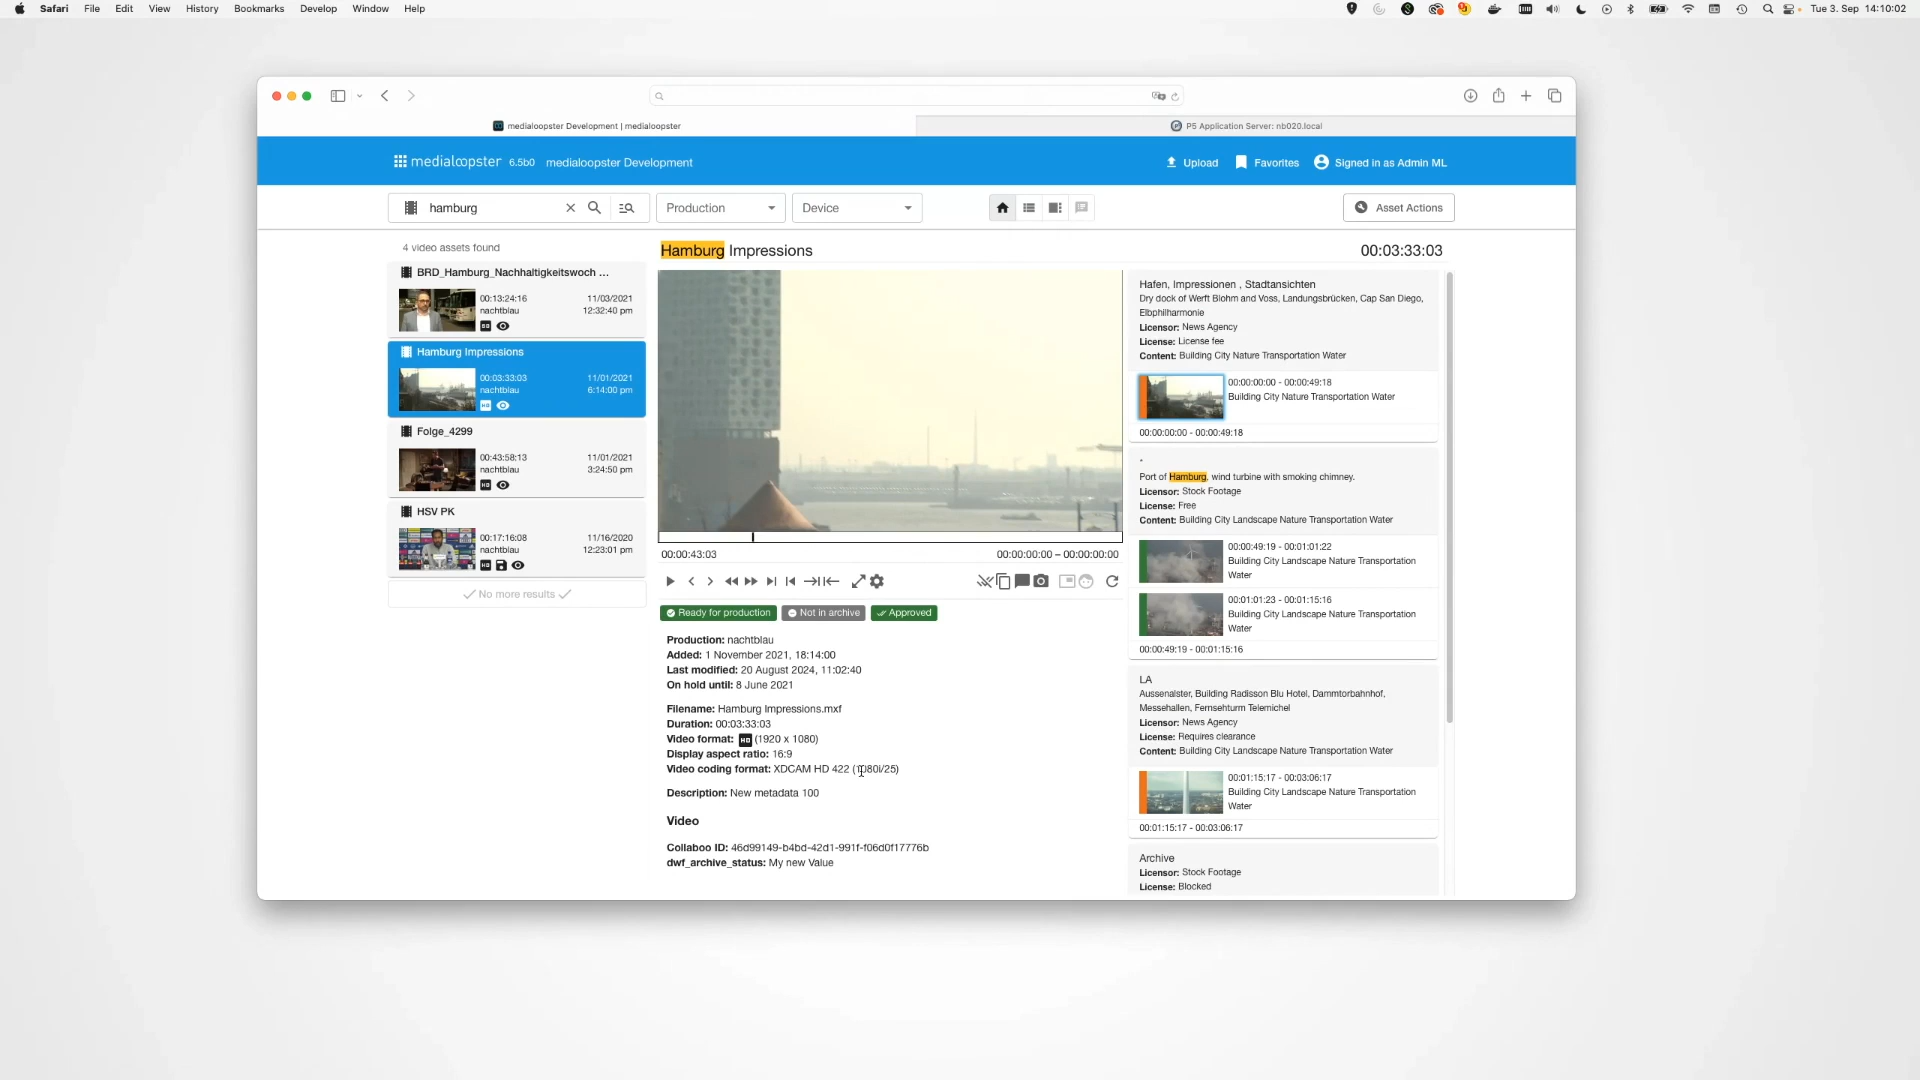 Safari File Edit View History Bookmarks Develop Window Help
Tue 3. Sep 14:10:02
medialoopster Development | medialoopster
P5 Application Server: nb020.local
medialoopster 6.5b0 medialoopster Development
Upload Favorites Signed in as Admin ML
hamburg
Production
Device
Asset Actions
4 video assets found
BRD_Hamburg_Nachhaltigkeitswoch ...
00:13:24:16 11/03/2021
nachtblau 12:32:40 pm
HD
Hamburg Impressions
00:03:33:03 11/01/2021
nachtblau 6:14:00 pm
HD
Folge_4299
00:43:58:13 11/01/2021
nachtblau 3:24:50 pm
HD
HSV PK
00:17:16:08 11/16/2020
nachtblau 12:23:01 pm
HD
No more results
Hamburg Impressions
00:03:33:03
00:00:43:03
00:00:00:00 – 00:00:00:00
Ready for production
Not in archive
Approved
Production: nachtblau
Added: 1 November 2021, 18:14:00
Last modified: 20 August 2024, 11:02:40
On hold until: 8 June 2021
Filename: Hamburg Impressions.mxf
Duration: 00:03:33:03
Video format: HD (1920 x 1080)
Display aspect ratio: 16:9
Video coding format: XDCAM HD 422 (1080i/25)
Description: New metadata 100
Video
Collaboo ID: 46d99149-b4bd-42d1-991f-f06d0f17776b
dwf_archive_status: My new Value
Hafen, Impressionen , Stadtansichten
Dry dock of Werft Blohm and Voss, Landungsbrücken, Cap San Diego,
Elbphilharmonie
Licensor: News Agency
License: License fee
Content: Building City Nature Transportation Water
00:00:00:00 - 00:00:49:18
Building City Nature Transportation Water
00:00:00:00 - 00:00:49:18
Port of Hamburg, wind turbine with smoking chimney.
Licensor: Stock Footage
License: Free
Content: Building City Landscape Nature Transportation Water
00:00:49:19 - 00:01:01:22
Building City Landscape Nature Transportation
Water
00:01:01:23 - 00:01:15:16
Building City Landscape Nature Transportation
Water
00:00:49:19 - 00:01:15:16
LA
Aussenalster, Building Radisson Blu Hotel, Dammtorbahnhof,
Messehallen, Fernsehturm Telemichel
Licensor: News Agency
License: Requires clearance
Content: Building City Landscape Nature Transportation Water
00:01:15:17 - 00:03:06:17
Building City Landscape Nature Transportation
Water
00:01:15:17 - 00:03:06:17
Archive
Licensor: Stock Footage
License: Blocked